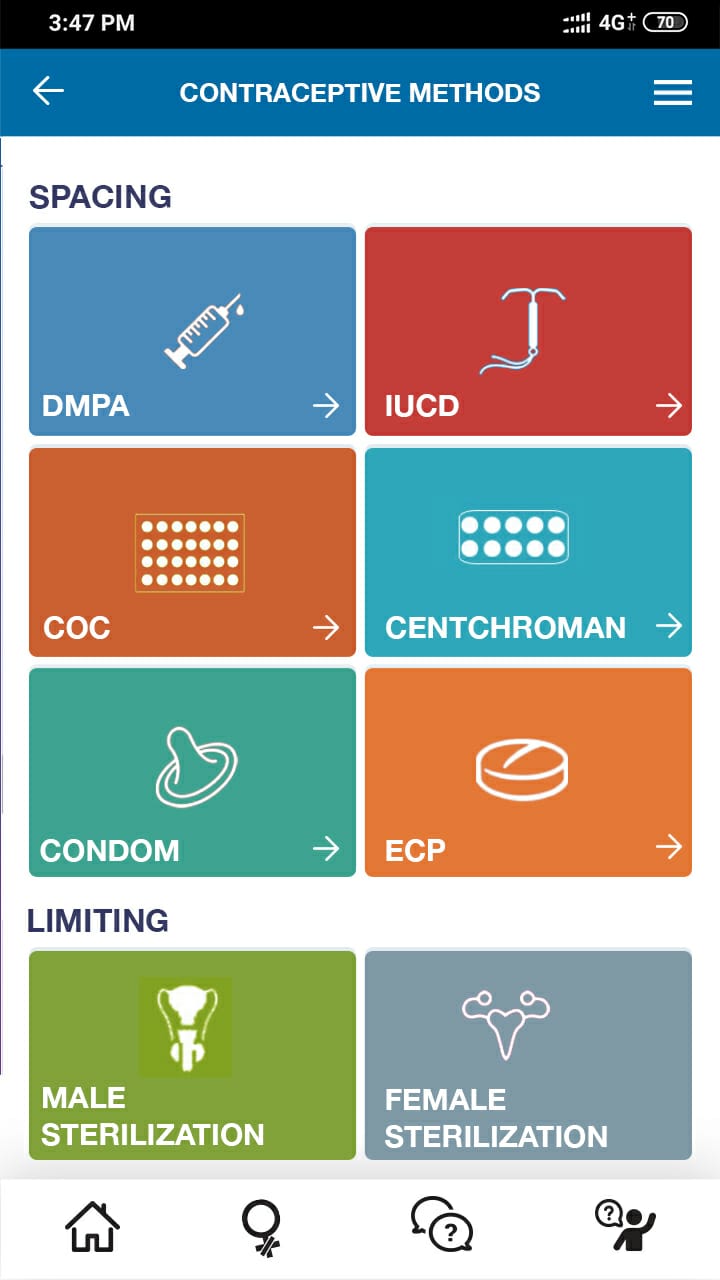 3:47 PM
4G+ 70
CONTRACEPTIVE METHODS
SPACING
DMPA
IUCD
COC
CENTCHROMAN
CONDOM
ECP
LIMITING
MALE
STERILIZATION
FEMALE
STERILIZATION
?
?